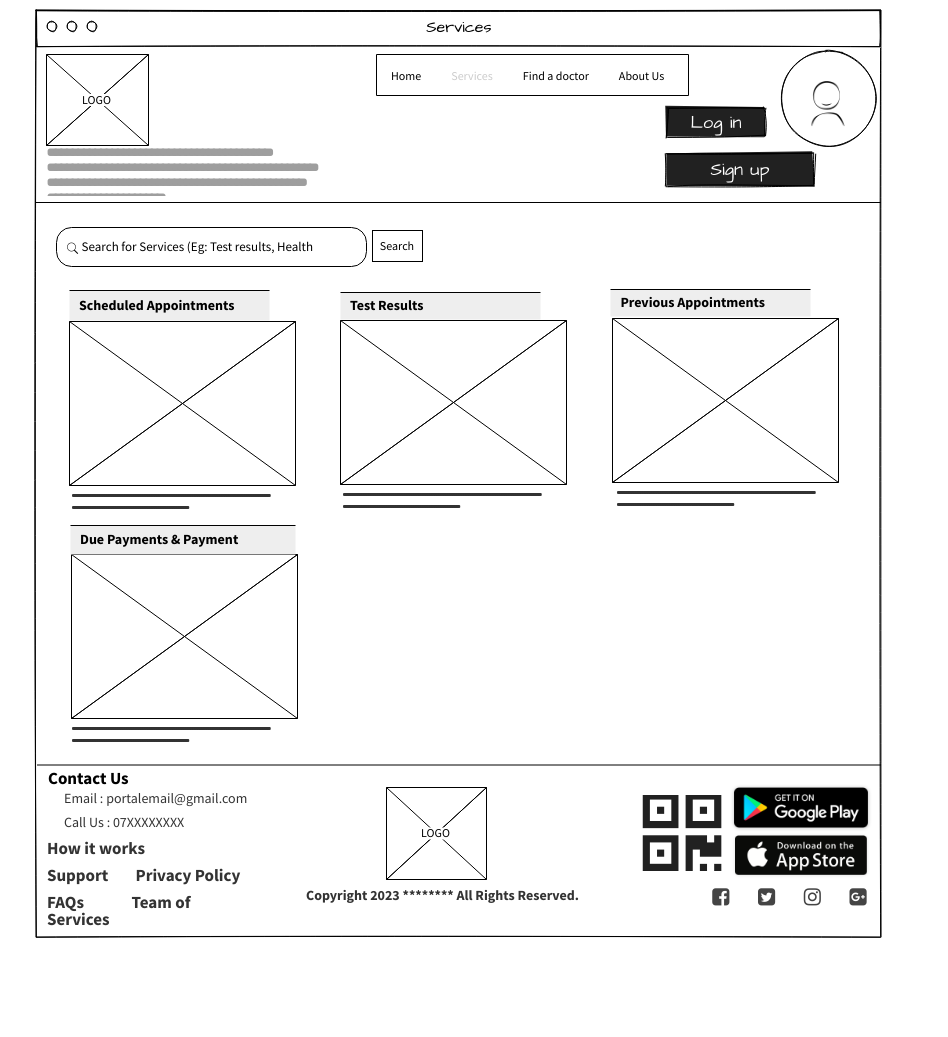 Services
LOGO
Home Services Find a doctor About Us
Log in
Sign up
Search for Services (Eg: Test results, Health
Search
Scheduled Appointments
Test Results
Previous Appointments
Due Payments & Payment
Contact Us
Email : portalemail@gmail.com
Call Us : 07XXXXXXXX
How it works
Support Privacy Policy
FAQs Team of
Services
LOGO
Copyright 2023 ******** All Rights Reserved.
GET IT ON
Google Play
Download on the
App Store